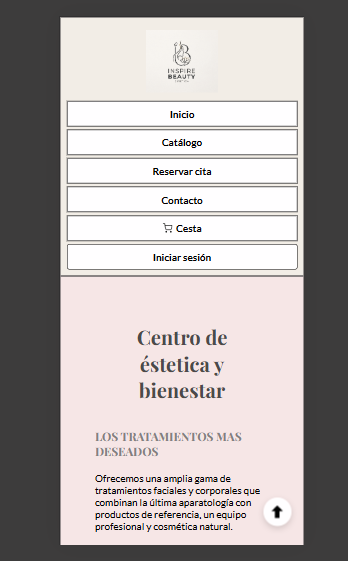 INSPIRE
BEAUTY
Inicio
Catálogo
Reservar cita
Contacto
Cesta
Iniciar sesión
Centro de
éstetica y
bienestar
LOS TRATAMIENTOS MAS
DESEADOS
Ofrecemos una amplia gama de
tratamientos faciales y corporales que
combinan la última aparatología con
productos de referencia, un equipo
profesional y cosmética natural.